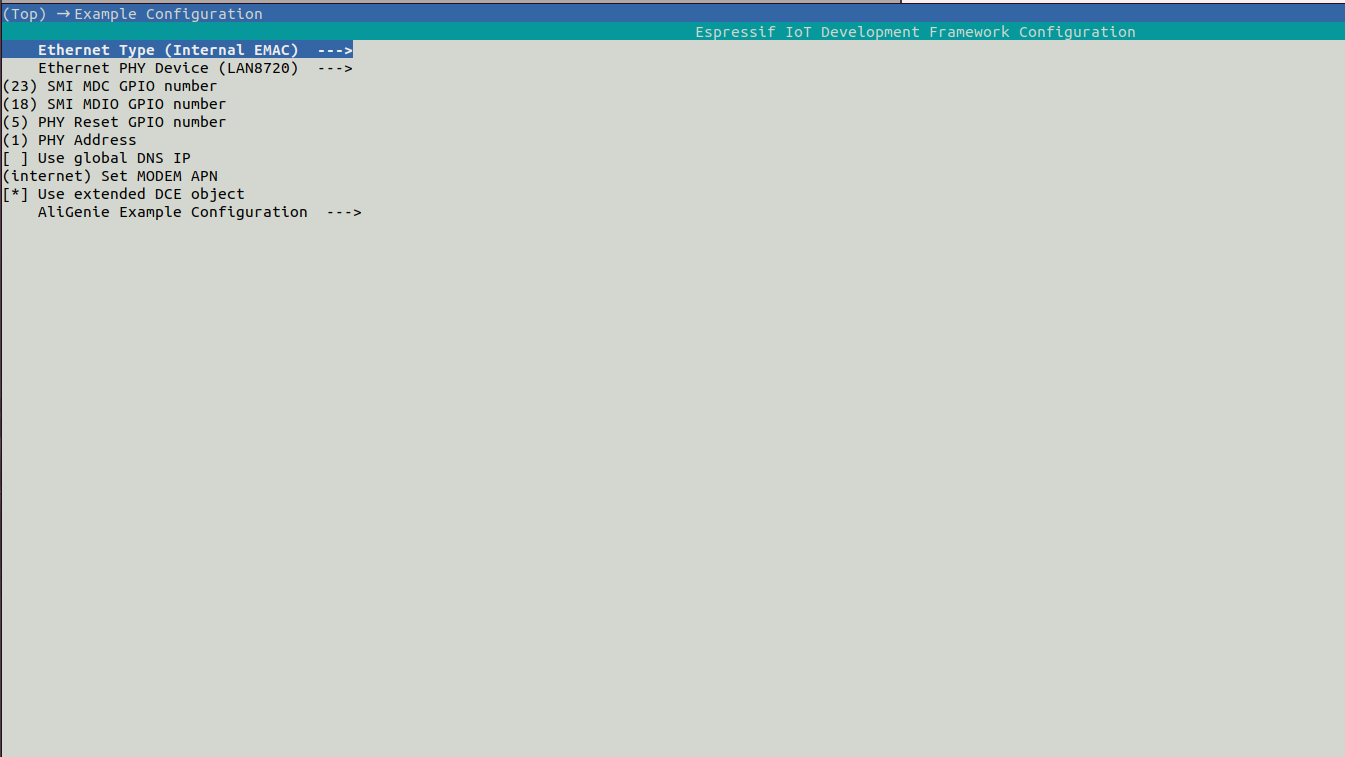 (Top) → Example Configuration
Espressif IoT Development Framework Configuration
Ethernet Type (Internal EMAC)  --->
Ethernet PHY Device (LAN8720)  --->
(23) SMI MDC GPIO number
(18) SMI MDIO GPIO number
(5) PHY Reset GPIO number
(1) PHY Address
[ ] Use global DNS IP
(internet) Set MODEM APN
[*] Use extended DCE object
AliGenie Example Configuration  --->